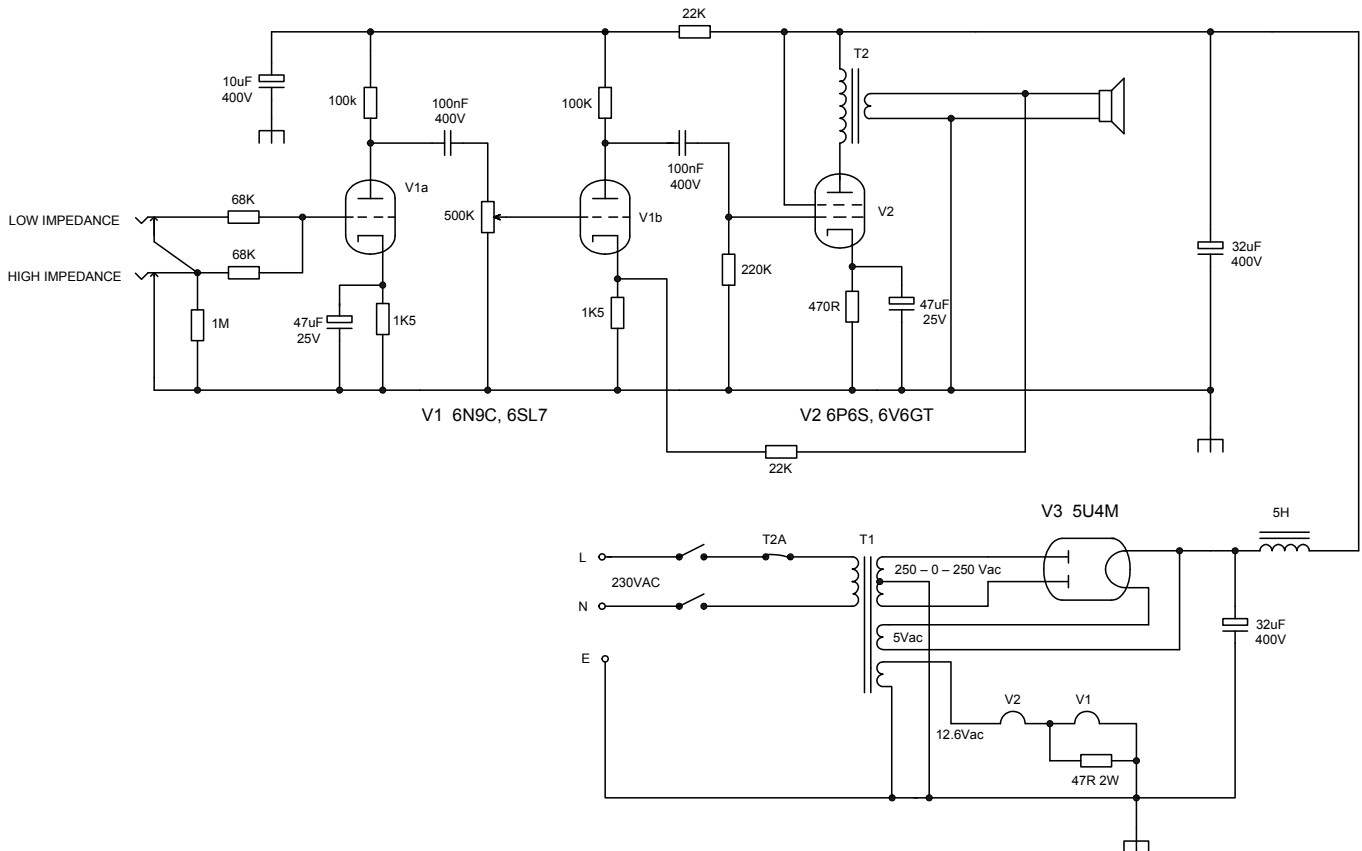 22K
T2
10uF
400V
100k
100nF
400V
100K
100nF
400V
V1a
68K
LOW IMPEDANCE
500K
V1b
V2
68K
HIGH IMPEDANCE
220K
32uF
400V
1M
47uF
25V
1K5
1K5
470R
47uF
25V
V1 6N9C, 6SL7
V2 6P6S, 6V6GT
22K
V3 5U4M
5H
L
T2A
T1
230VAC
250 – 0 – 250 Vac
N
5Vac
32uF
400V
E
V2
V1
12.6Vac
47R 2W